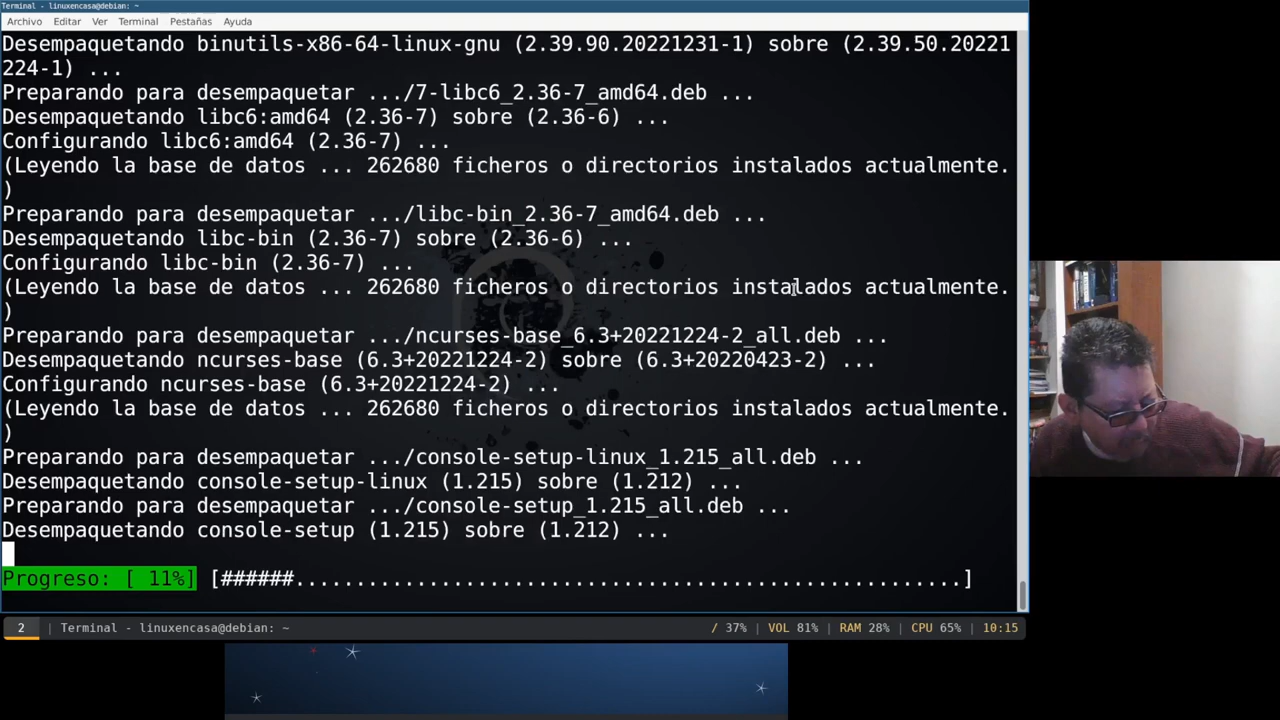 Terminal - linuxencasa@debian: ~
Archivo Editar Ver Terminal Pestañas Ayuda
Desempaquetando binutils-x86-64-linux-gnu (2.39.90.20221231-1) sobre (2.39.50.20221
224-1) ...
Preparando para desempaquetar .../7-libc6_2.36-7_amd64.deb ...
Desempaquetando libc6:amd64 (2.36-7) sobre (2.36-6) ...
Configurando libc6:amd64 (2.36-7) ...
(Leyendo la base de datos ... 262680 ficheros o directorios instalados actualmente.
)
Preparando para desempaquetar .../libc-bin_2.36-7_amd64.deb ...
Desempaquetando libc-bin (2.36-7) sobre (2.36-6) ...
Configurando libc-bin (2.36-7) ...
(Leyendo la base de datos ... 262680 ficheros o directorios instalados actualmente.
)
Preparando para desempaquetar .../ncurses-base_6.3+20221224-2_all.deb ...
Desempaquetando ncurses-base (6.3+20221224-2) sobre (6.3+20220423-2) ...
Configurando ncurses-base (6.3+20221224-2) ...
(Leyendo la base de datos ... 262680 ficheros o directorios instalados actualmente.
)
Preparando para desempaquetar .../console-setup-linux_1.215_all.deb ...
Desempaquetando console-setup-linux (1.215) sobre (1.212) ...
Preparando para desempaquetar .../console-setup_1.215_all.deb ...
Desempaquetando console-setup (1.215) sobre (1.212) ...
Progreso: [ 11%] [######.......................................................]
2 | Terminal - linuxencasa@debian: ~ / 37% | VOL 81% | RAM 28% | CPU 65% | 10:15